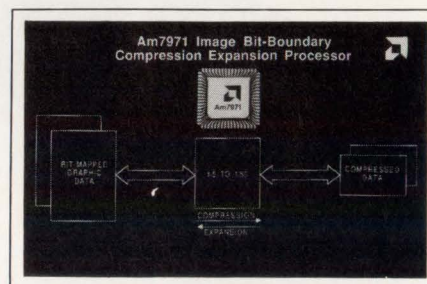 Am7971 Image Bit-Boundary
Compression Expansion Processor
Am7971
BIT-MAPPED
GRAPHIC
DATA
COMPRESSED
DATA
COMPRESSION
EXPANSION